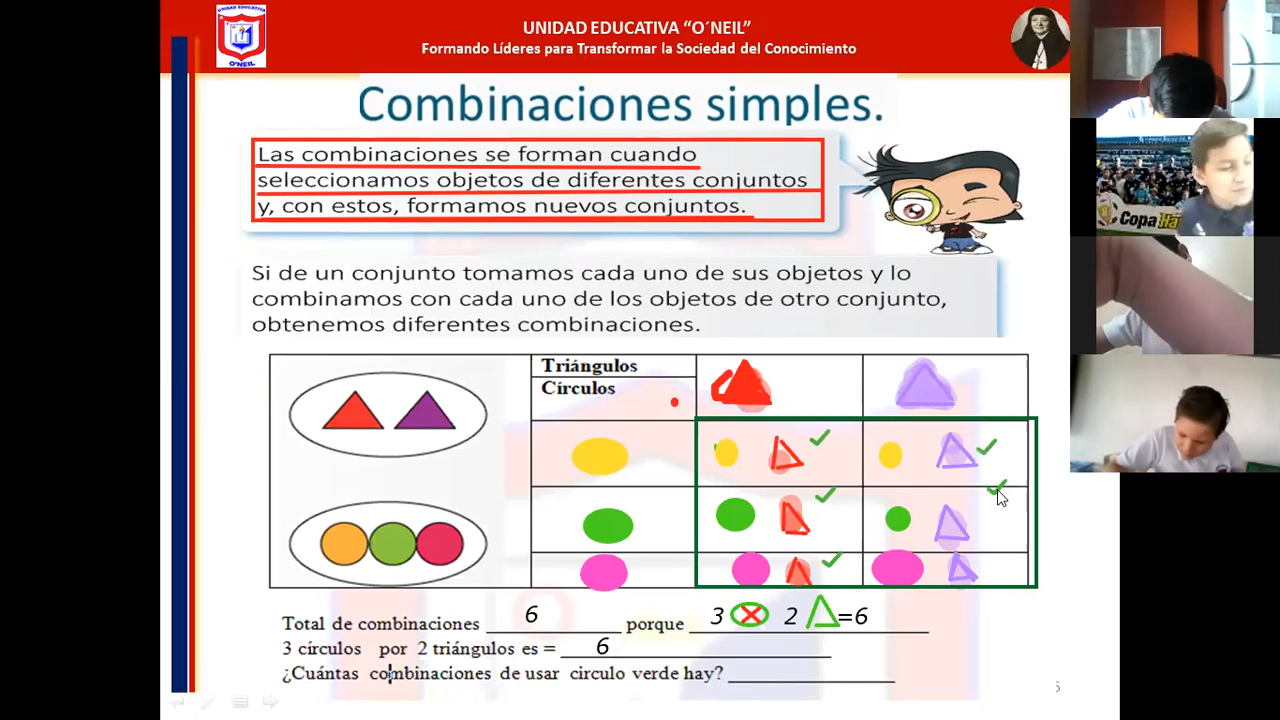 UNIDAD EDUCATIVA
O´NEIL
UNIDAD EDUCATIVA “O´NEIL”
Formando Líderes para Transformar la Sociedad del Conocimiento
Combinaciones simples.
Las combinaciones se forman cuando
seleccionamos objetos de diferentes conjuntos
y, con estos, formamos nuevos conjuntos.
Si de un conjunto tomamos cada uno de sus objetos y lo
combinamos con cada uno de los objetos de otro conjunto,
obtenemos diferentes combinaciones.
Triángulos
Círculos
Total de combinaciones 6 porque 3 2 =6
3 círculos por 2 triángulos es = 6
¿Cuántas combinaciones de usar circulo verde hay?
Copa